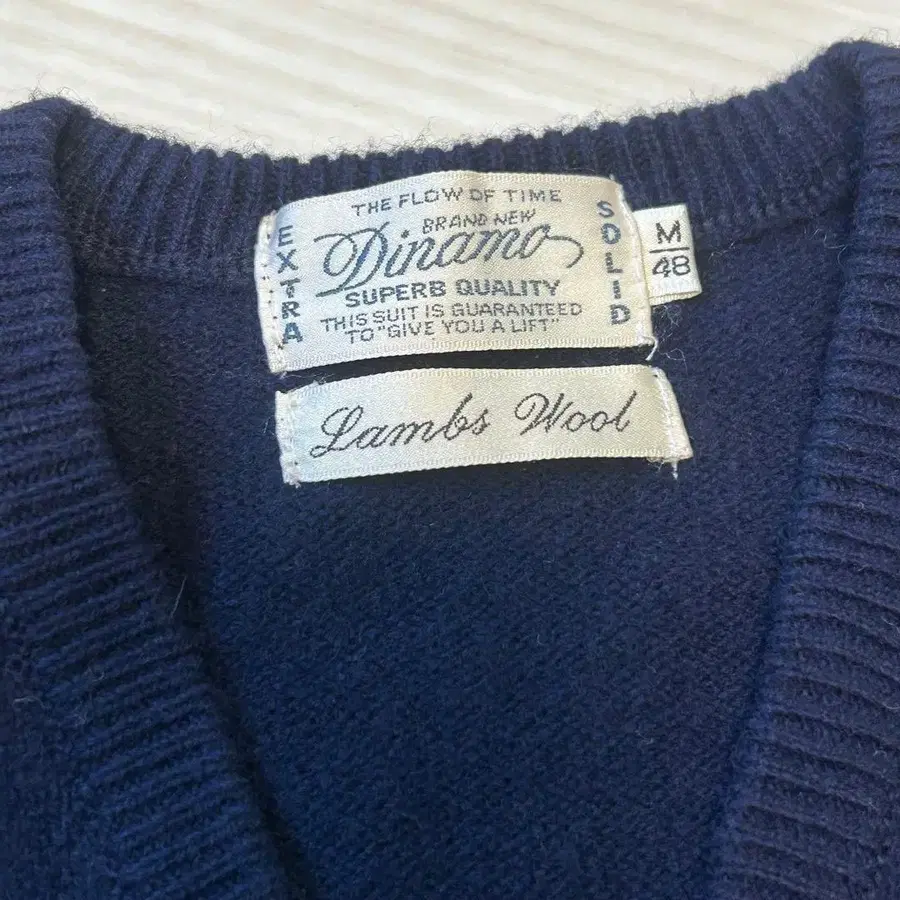 THE FLOW OF TIME
BRAND NEW
Dinamo
SUPERB QUALITY
THIS SUIT IS GUARANTEED
TO "GIVE YOU A LIFT"
EXTRA
SOLID
M
48
Lambs Wool